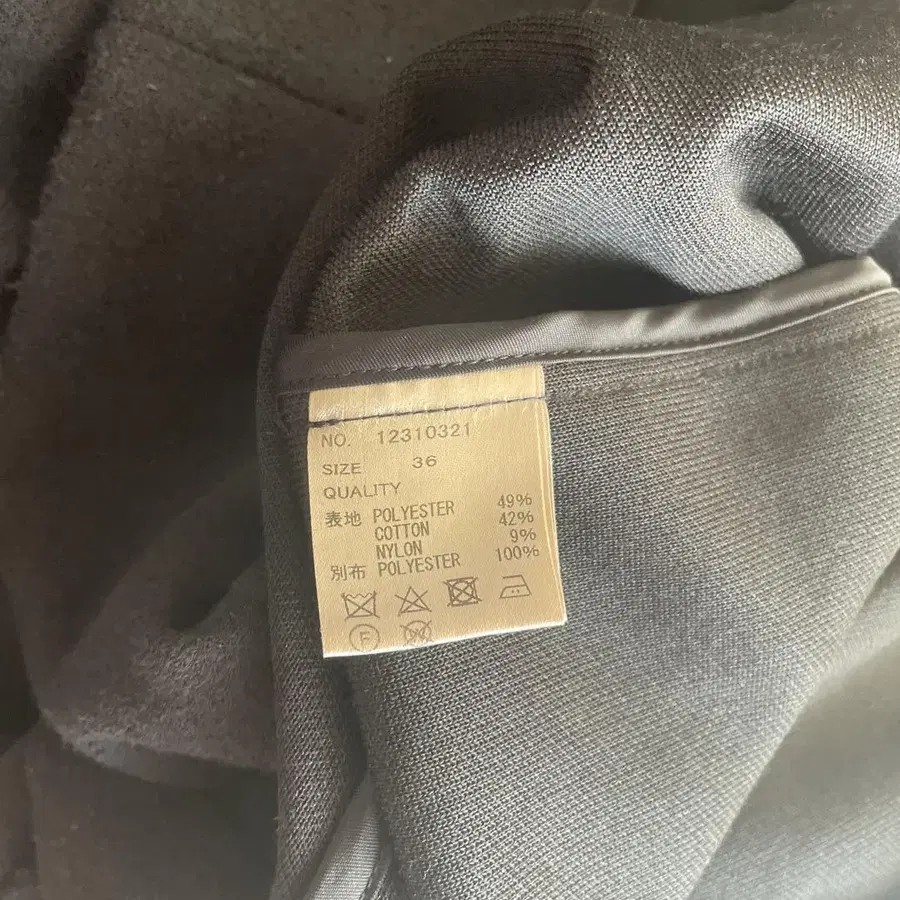 NO. 12310321
SIZE 36
QUALITY
表地 POLYESTER 49%
COTTON 42%
NYLON 9%
別布 POLYESTER 100%
F W